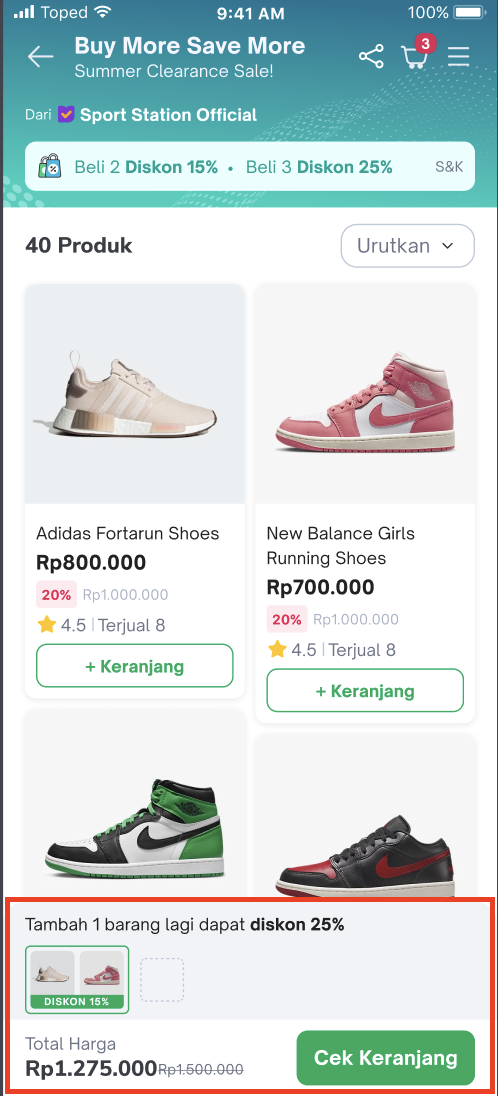 Toped 9:41 AM 100%
Buy More Save More 3
Summer Clearance Sale!
Dari Sport Station Official
Beli 2 Diskon 15% • Beli 3 Diskon 25% S&K
40 Produk Urutkan
Adidas Fortarun Shoes
Rp800.000
20% Rp1.000.000
4.5 | Terjual 8
+ Keranjang
New Balance Girls
Running Shoes
Rp700.000
20% Rp1.000.000
4.5 | Terjual 8
+ Keranjang
Tambah 1 barang lagi dapat diskon 25%
DISKON 15%
Total Harga
Rp1.275.000 Rp1.500.000
Cek Keranjang